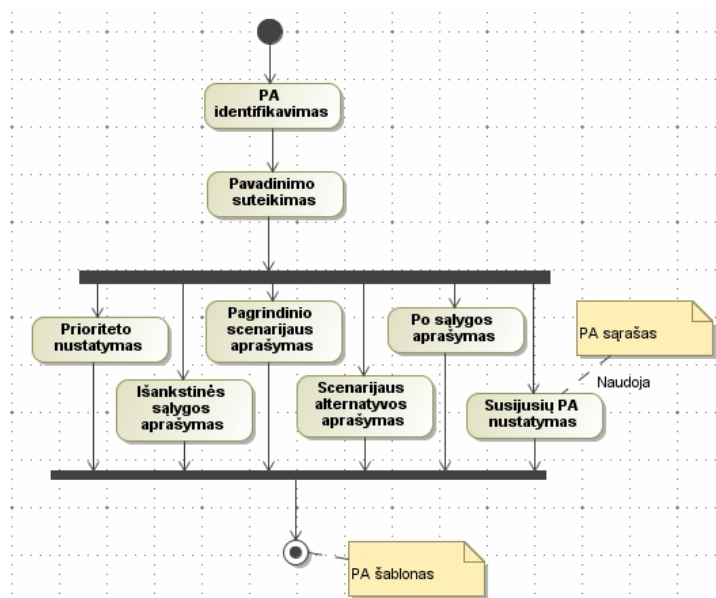 PA
identifikavimas
Pavadinimo
suteikimas
Prioriteto
nustatymas
Išankstinės
sąlygos
aprašymas
Pagrindinio
scenarijaus
aprašymas
Scenarijaus
alternatyvos
aprašymas
Po sąlygos
aprašymas
Susijusių PA
nustatymas
PA sąrašas
Naudoja
PA šablonas